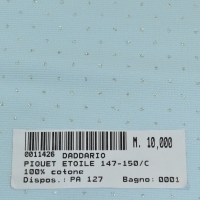 M. 10,000
0011426 DADDARIO
PIQUET ETOILE 147-150/C
100% cotone
Dispos.: PA 127 Bagno: 0001